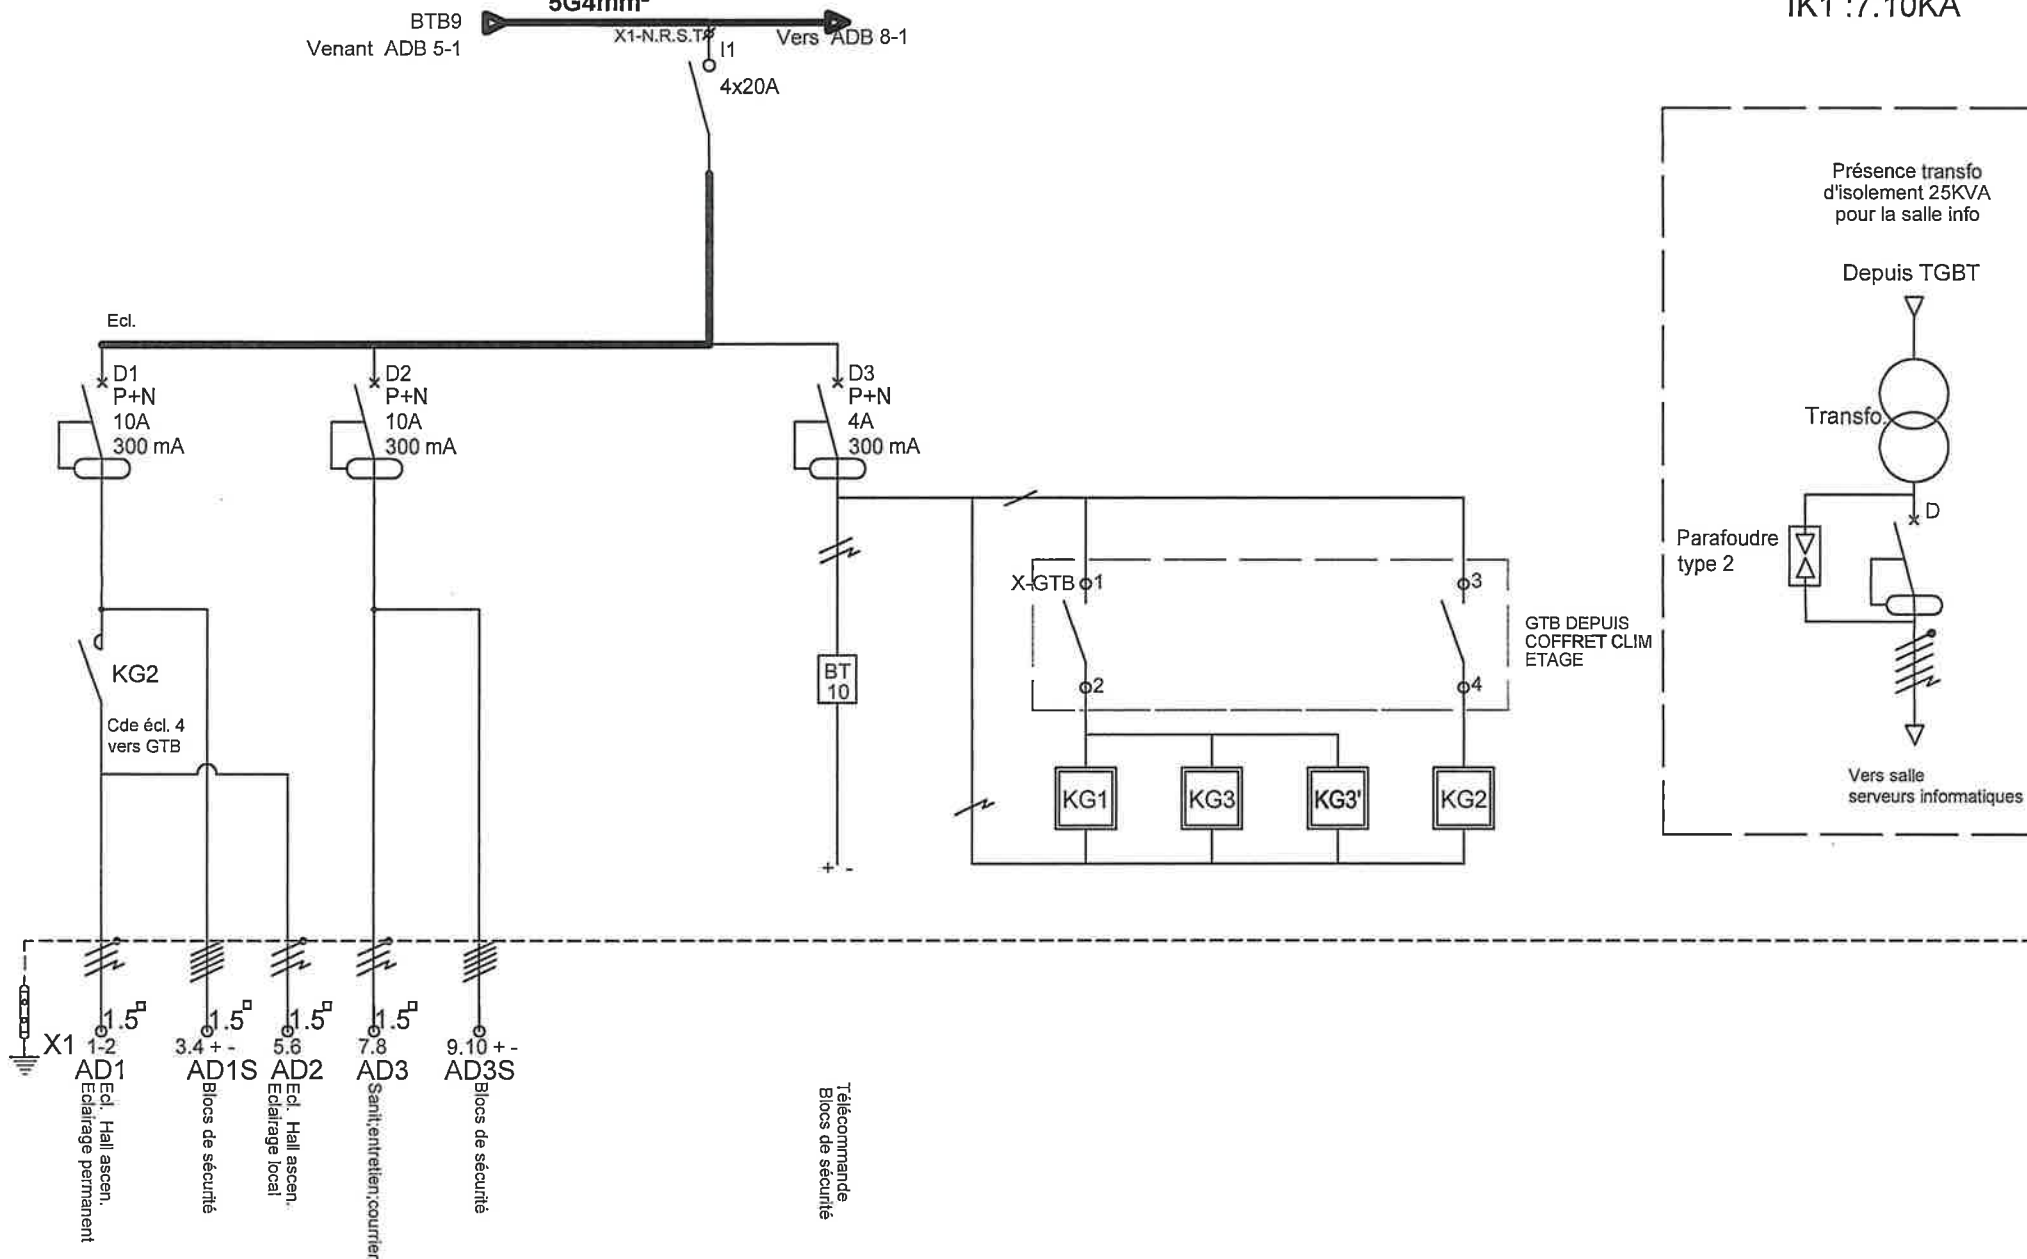 5G4mm²
IK1 :7.10KA
BTB9
Venant ADB 5-1
X1-N.R.S.T
Vers ADB 8-1
I1
4x20A
Présence transfo
d'isolement 25KVA
pour la salle info
Depuis TGBT
Transfo.
D
Parafoudre
type 2
Vers salle
serveurs informatiques
Ecl.
D1
P+N
10A
300 mA
D2
P+N
10A
300 mA
D3
P+N
4A
300 mA
X-GTB
1
3
2
4
GTB DEPUIS
COFFRET CLIM
ETAGE
KG2
Cde écl. 4
vers GTB
BT
10
KG1
KG3
KG3'
KG2
+ -
1.5
1.5
1.5
1.5
X1
1-2
3.4 + -
5.6
7.8
9.10 + -
AD1
AD1S
AD2
AD3
AD3S
Ecl. Hall ascen.
Eclairage permanent
Blocs de sécurité
Ecl. Hall ascen.
Eclairage local
Sanit;entretien;courrier
Blocs de sécurité
Télécommande
Blocs de sécurité